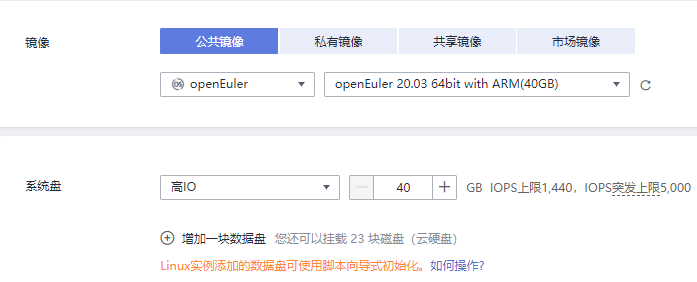 镜像 公共镜像 私有镜像 共享镜像 市场镜像
openEuler openEuler 20.03 64bit with ARM(40GB)
系统盘 高IO 40 GB IOPS上限1,440，IOPS突发上限5,000
增加一块数据盘 您还可以挂载 23 块磁盘（云硬盘）
Linux实例添加的数据盘可使用脚本向导式初始化。如何操作?